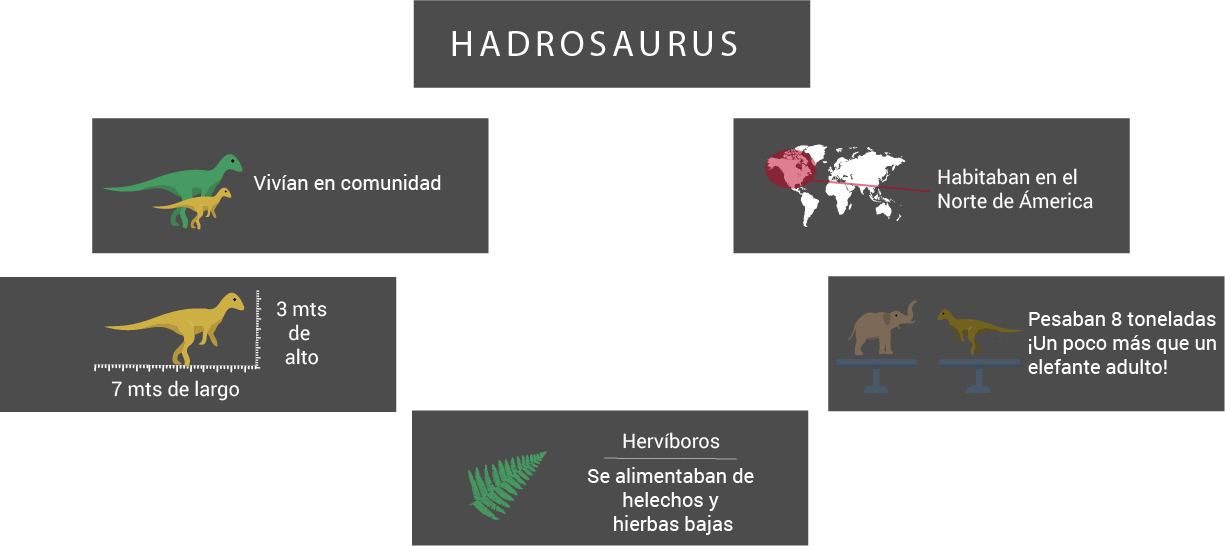 HADROSAURUS
Vivían en comunidad
Habitaban en el
Norte de Ámerica
3 mts
de
alto
7 mts de largo
Pesaban 8 toneladas
¡Un poco más que un
elefante adulto!
Hervíboros
Se alimentaban de
helechos y
hierbas bajas